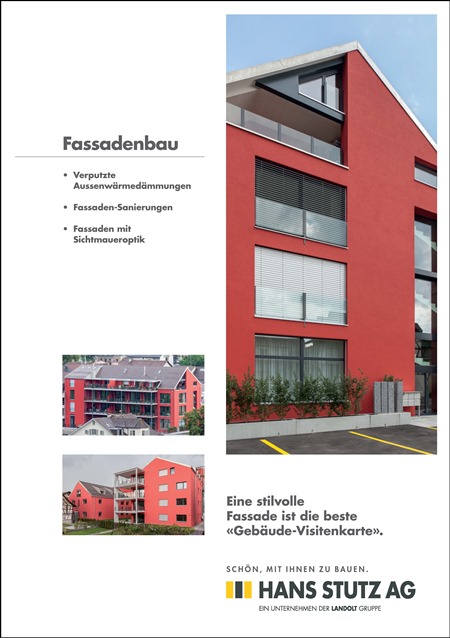 Fassadenbau
• Verputzte
Aussenwärmedämmungen
• Fassaden-Sanierungen
• Fassaden mit
Sichtmaueroptik
Eine stilvolle
Fassade ist die beste
«Gebäude-Visitenkarte».
SCHÖN, MIT IHNEN ZU BAUEN.
HANS STUTZ AG
EIN UNTERNEHMEN DER LANDOLT GRUPPE